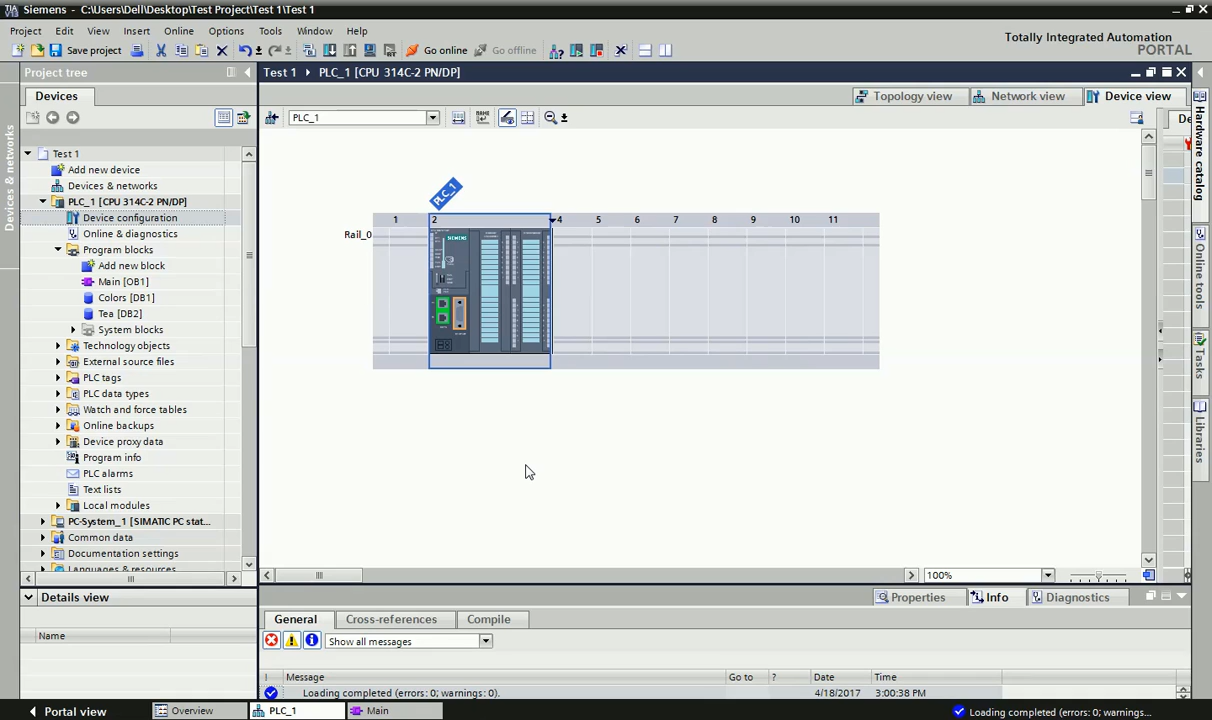 Siemens - C:\Users\Dell\Desktop\Test Project\Test 1\Test 1
Project Edit View Insert Online Options Tools Window Help
Totally Integrated Automation
PORTAL
Save project Go online Go offline
Project tree
Test 1 PLC_1 [CPU 314C-2 PN/DP]
Devices
Topology view Network view Device view
PLC_1
Test 1
Add new device
Devices & networks
PLC_1 [CPU 314C-2 PN/DP]
Device configuration
Online & diagnostics
Program blocks
Add new block
Main [OB1]
Colors [DB1]
Tea [DB2]
System blocks
Technology objects
External source files
PLC tags
PLC data types
Watch and force tables
Online backups
Device proxy data
Program info
PLC alarms
Text lists
Local modules
PC-System_1 [SIMATIC PC stat...
Common data
Documentation settings
Languages & resources
Devices & networks
PLC_1
1 2 4 5 6 7 8 9 10 11
Rail_0
SIEMENS
100%
Hardware catalog
Online tools
Tasks
Libraries
Details view
Name
Properties Info Diagnostics
General Cross-references Compile
Show all messages
! Message Go to ? Date Time
Loading completed (errors: 0; warnings: 0). 4/18/2017 3:00:38 PM
Portal view Overview PLC_1 Main Loading completed (errors: 0; warnings...